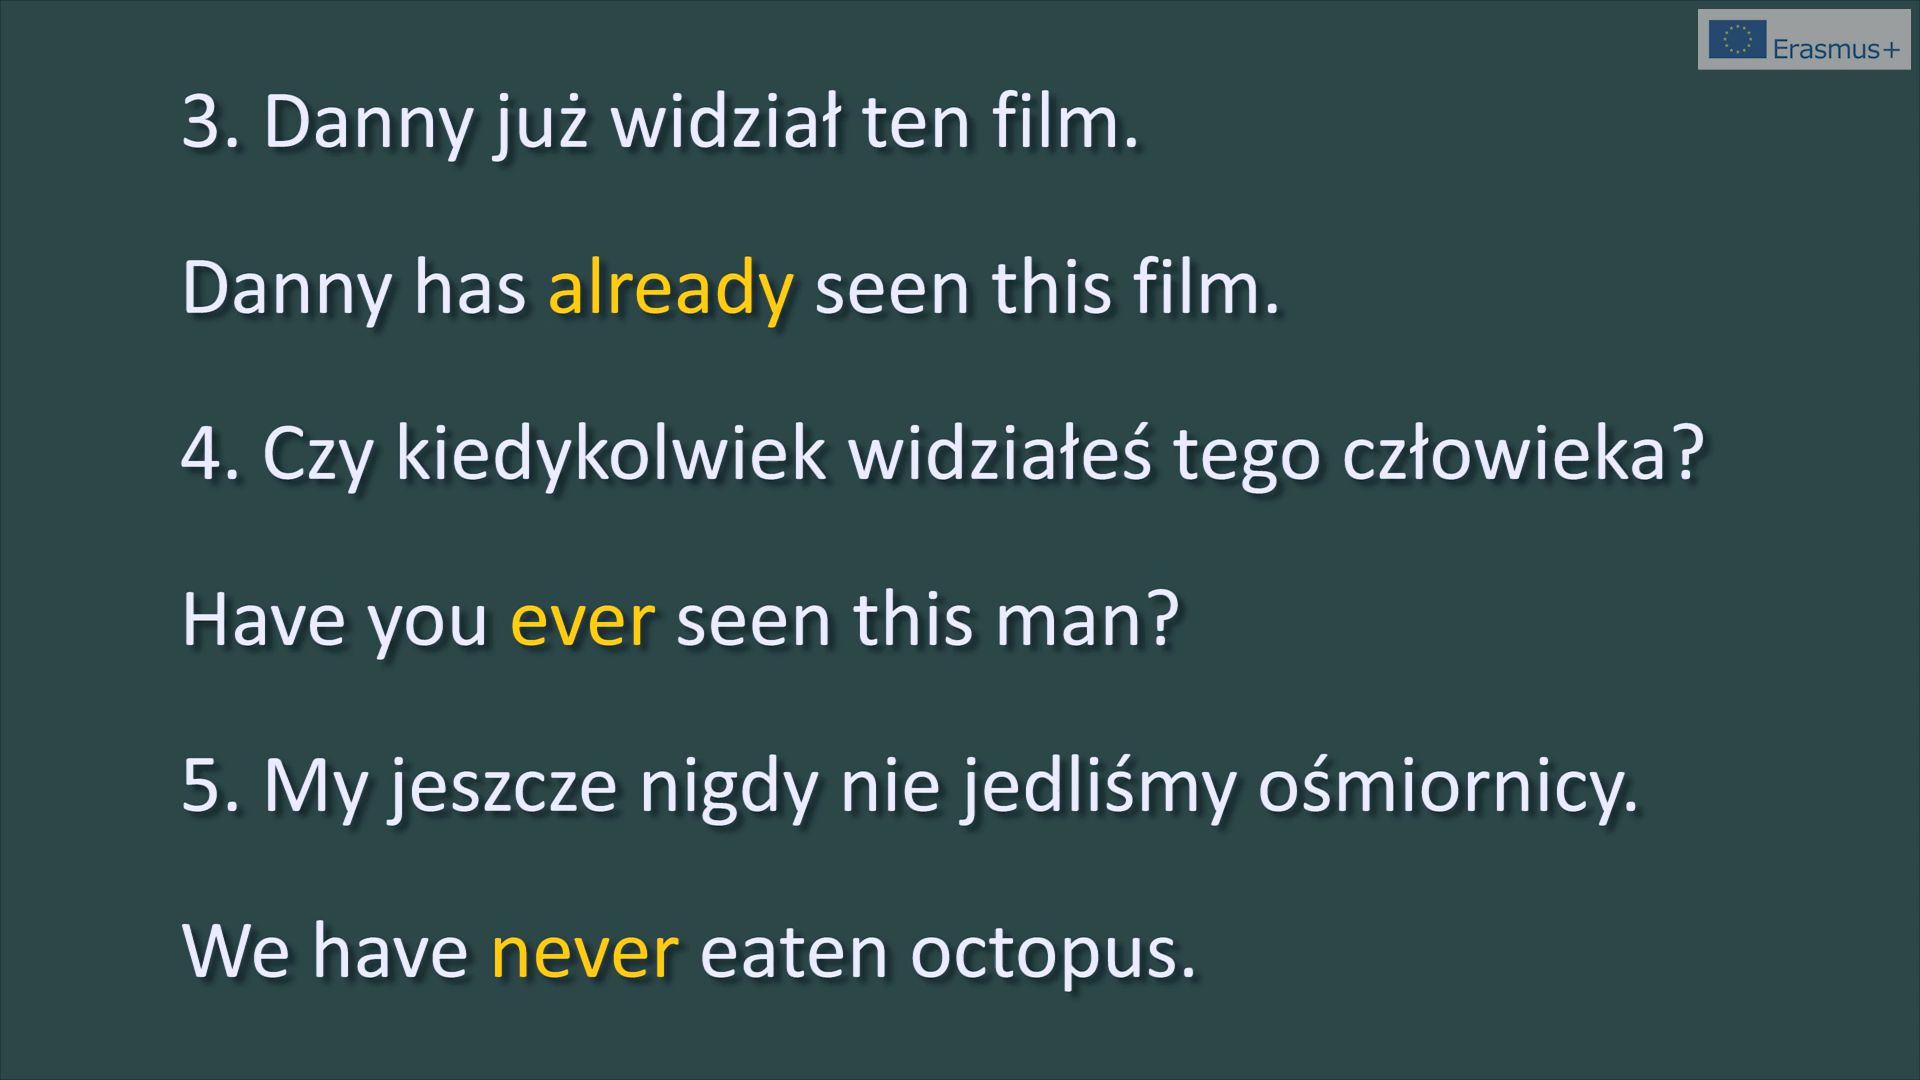 Erasmus+
3. Danny już widział ten film.
Danny has already seen this film.
4. Czy kiedykolwiek widziałeś tego człowieka?
Have you ever seen this man?
5. My jeszcze nigdy nie jedliśmy ośmiornicy.
We have never eaten octopus.